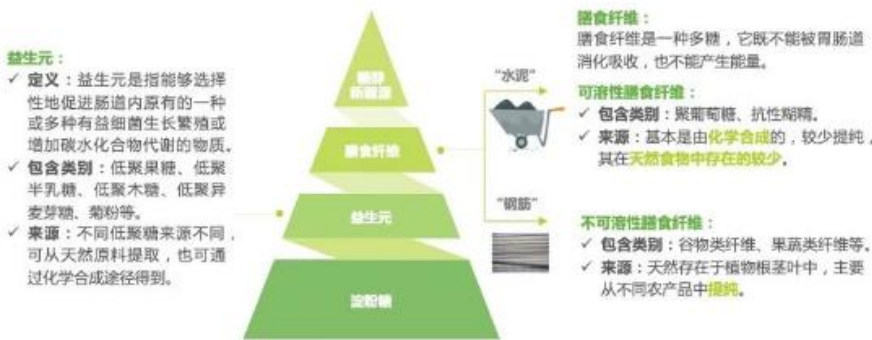 益生元：
✓ 定义：益生元是指能够选择
性地促进肠道内原有的一种
或多种有益细菌生长繁殖或
增加碳水化合物代谢的物质。
✓ 包含类别：低聚果糖、低聚
半乳糖、低聚木糖、低聚异
麦芽糖、菊粉等。
✓ 来源：不同低聚糖来源不同，
可从天然原料提取，也可通
过化学合成途径得到。
糖醇
膳食纤维
益生元
淀粉糖
“水泥”
“钢筋”
膳食纤维：
膳食纤维是一种多糖，它既不能被胃肠道
消化吸收，也不能产生能量。
可溶性膳食纤维：
✓ 包含类别：聚葡萄糖、抗性糊精。
✓ 来源：基本是由化学合成的，较少提纯，
其在天然食物中存在的较少。
不可溶性膳食纤维：
✓ 包含类别：谷物类纤维、果蔬类纤维等。
✓ 来源：天然存在于植物根茎叶中，主要
从不同农产品中提纯。